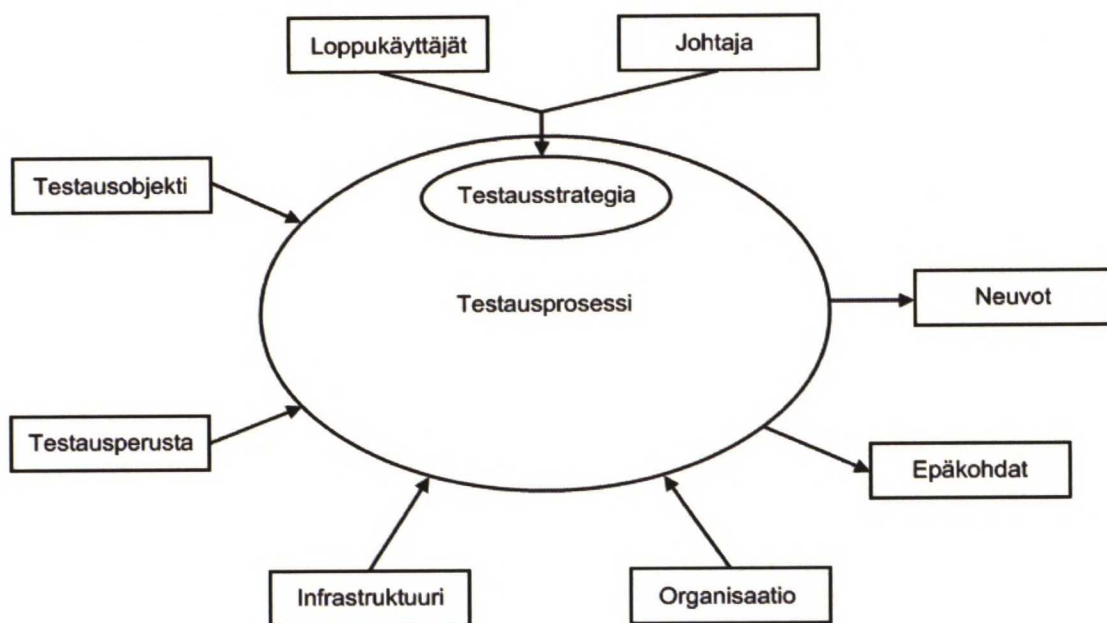 Loppukäyttäjät
Johtaja
Testausobjekti
Testausstrategia
Testausprosessi
Neuvot
Testausperusta
Epäkohdat
Infrastruktuuri
Organisaatio